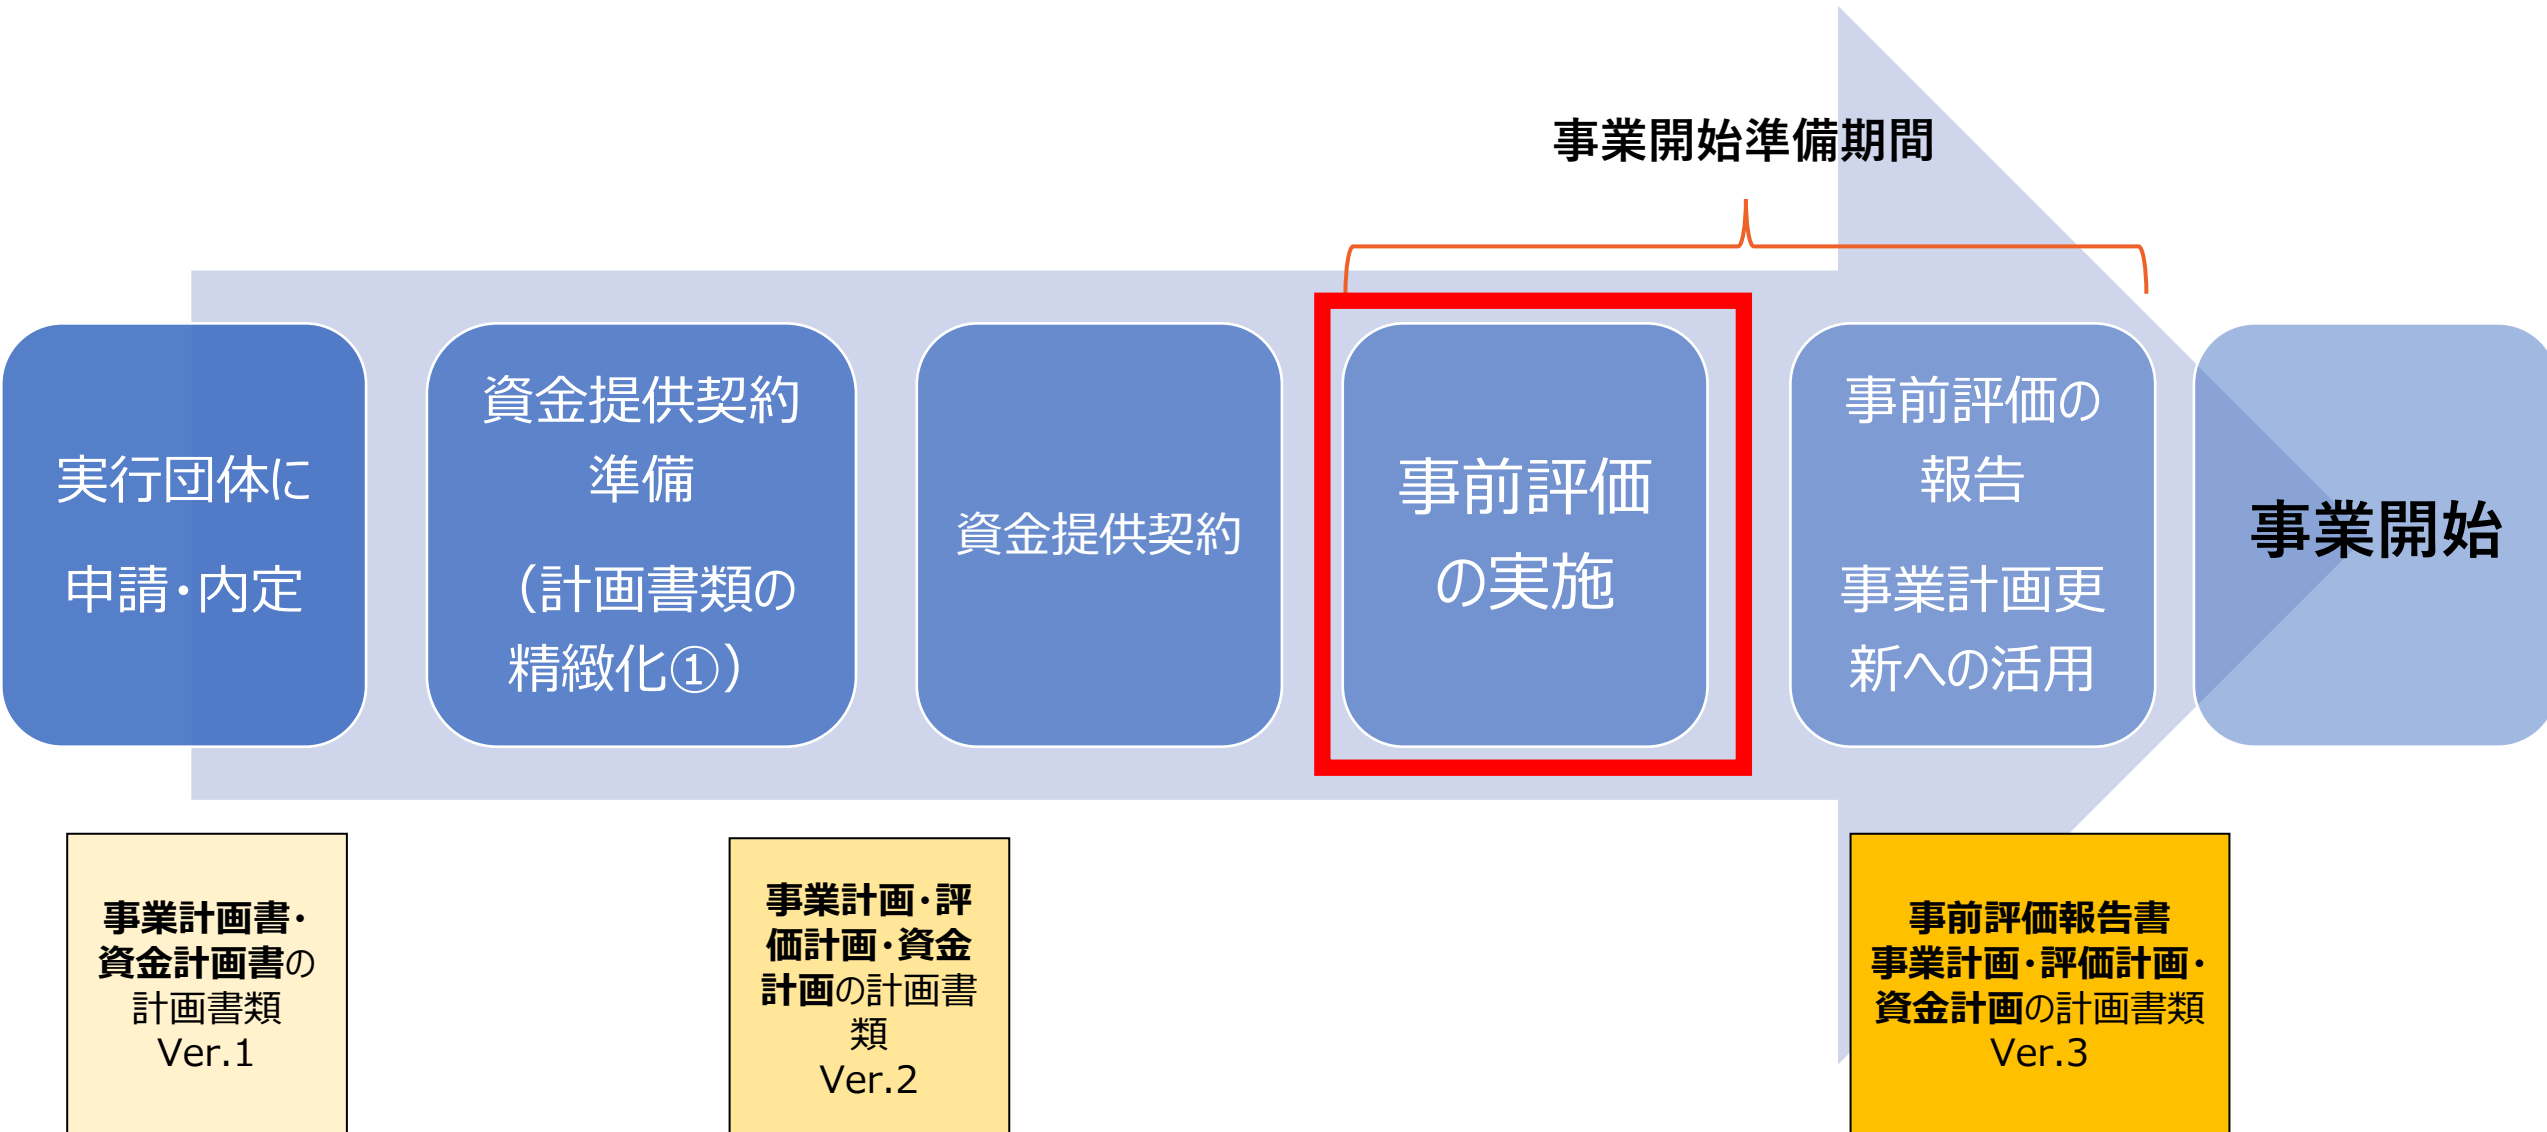 事業開始準備期間
実行団体に
申請・内定
資金提供契約
準備
（計画書類の
精緻化①）
資金提供契約
事前評価
の実施
事前評価の
報告
事業計画更
新への活用
事業開始
事業計画書・
資金計画書の
計画書類
Ver.1
事業計画・評
価計画・資金
計画の計画書
類
Ver.2
事前評価報告書
事業計画・評価計画・
資金計画の計画書類
Ver.3